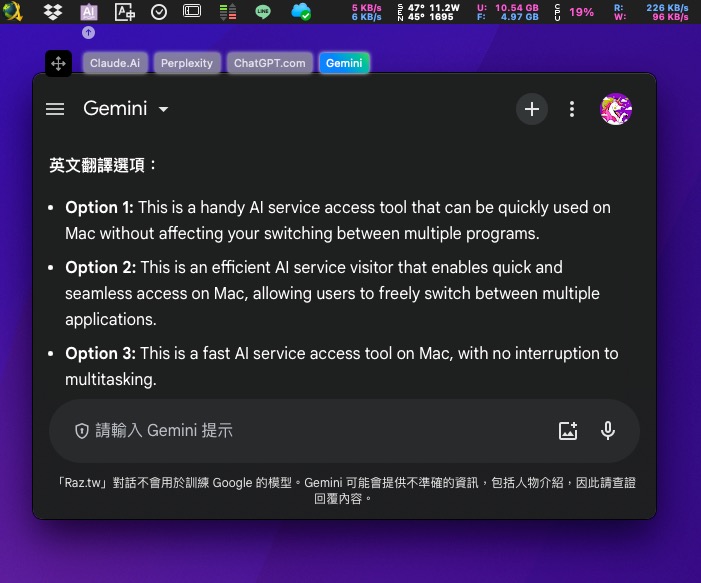 AI A LINE 5 KB/s SEN 47° 11.2W U: 10.54 GB CPU 19% R: 226 KB/s
6 KB/s 45° 1695 F: 4.97 GB W: 96 KB/s
Claude.Ai Perplexity ChatGPT.com Gemini
Gemini
英文翻譯選項：
• Option 1: This is a handy AI service access tool that can be quickly used on
Mac without affecting your switching between multiple programs.
• Option 2: This is an efficient AI service visitor that enables quick and
seamless access on Mac, allowing users to freely switch between multiple
applications.
• Option 3: This is a fast AI service access tool on Mac, with no interruption to
multitasking.
請輸入 Gemini 提示
「Raz.tw」對話不會用於訓練 Google 的模型。Gemini 可能會提供不準確的資訊，包括人物介紹，因此請查證
回覆內容。